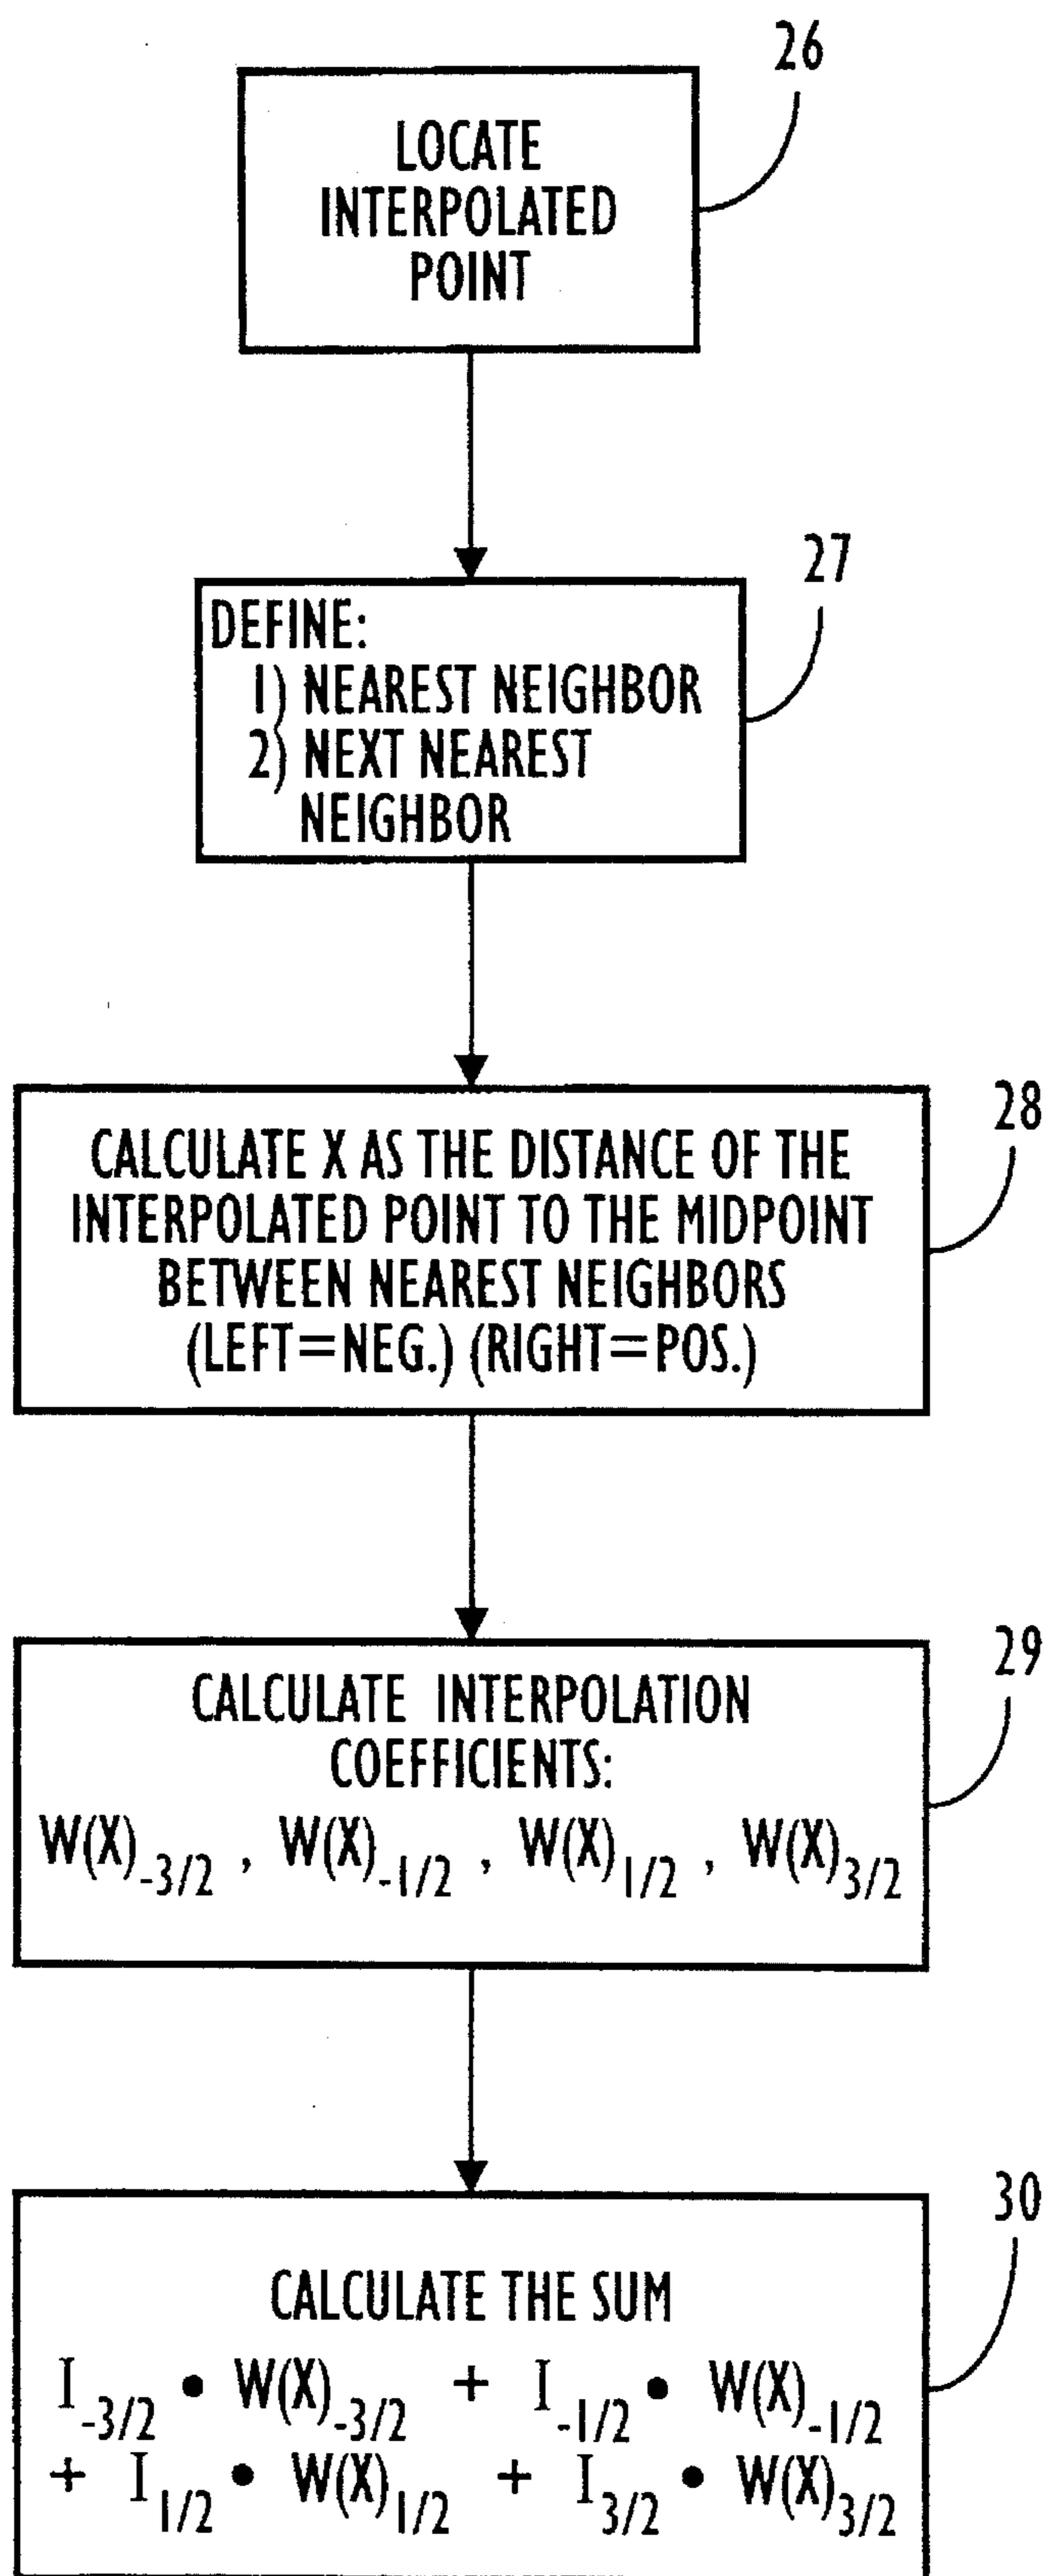 26
LOCATE
INTERPOLATED
POINT
27
DEFINE:
1) NEAREST NEIGHBOR
2) NEXT NEAREST
NEIGHBOR
28
CALCULATE X AS THE DISTANCE OF THE
INTERPOLATED POINT TO THE MIDPOINT
BETWEEN NEAREST NEIGHBORS
(LEFT=NEG.) (RIGHT=POS.)
29
CALCULATE INTERPOLATION
COEFFICIENTS:
W(X)-3/2 , W(X)-1/2 , W(X)1/2 , W(X)3/2
30
CALCULATE THE SUM
I-3/2 • W(X)-3/2 + I-1/2 • W(X)-1/2
+ I1/2 • W(X)1/2 + I3/2 • W(X)3/2